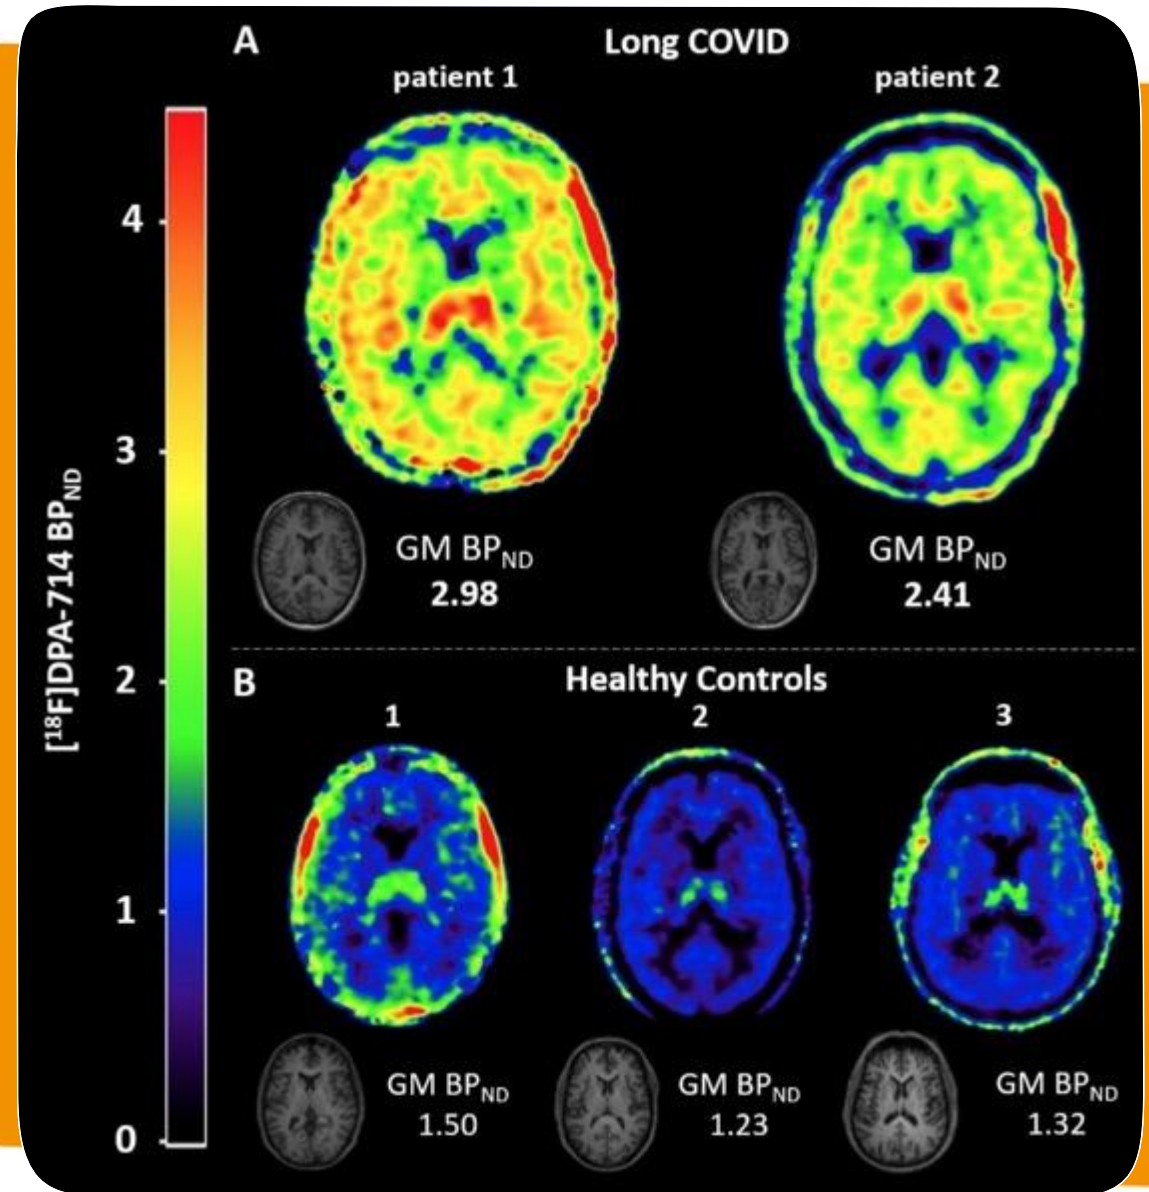 A
Long COVID
patient 1
patient 2
4
3
2
1
0
[¹⁸F]DPA-714 BPND
GM BPND
2.98
GM BPND
2.41
B
Healthy Controls
1
2
3
GM BPND
1.50
GM BPND
1.23
GM BPND
1.32